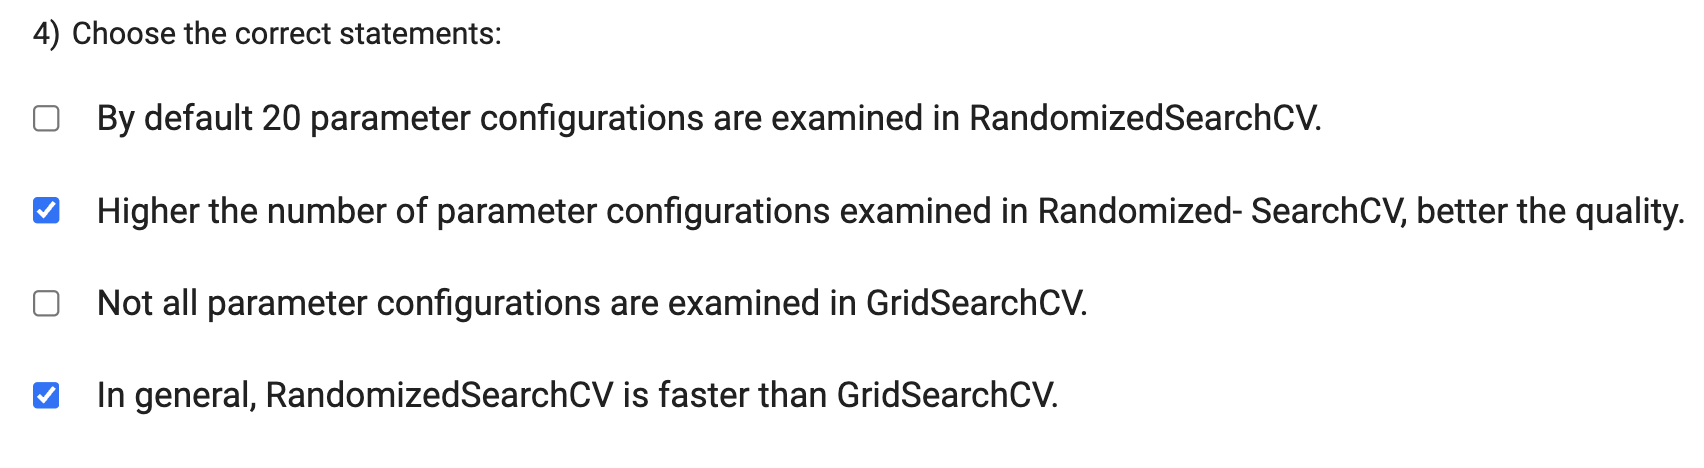 4) Choose the correct statements:
By default 20 parameter configurations are examined in RandomizedSearchCV.
Higher the number of parameter configurations examined in Randomized- SearchCV, better the quality.
Not all parameter configurations are examined in GridSearchCV.
In general, RandomizedSearchCV is faster than GridSearchCV.